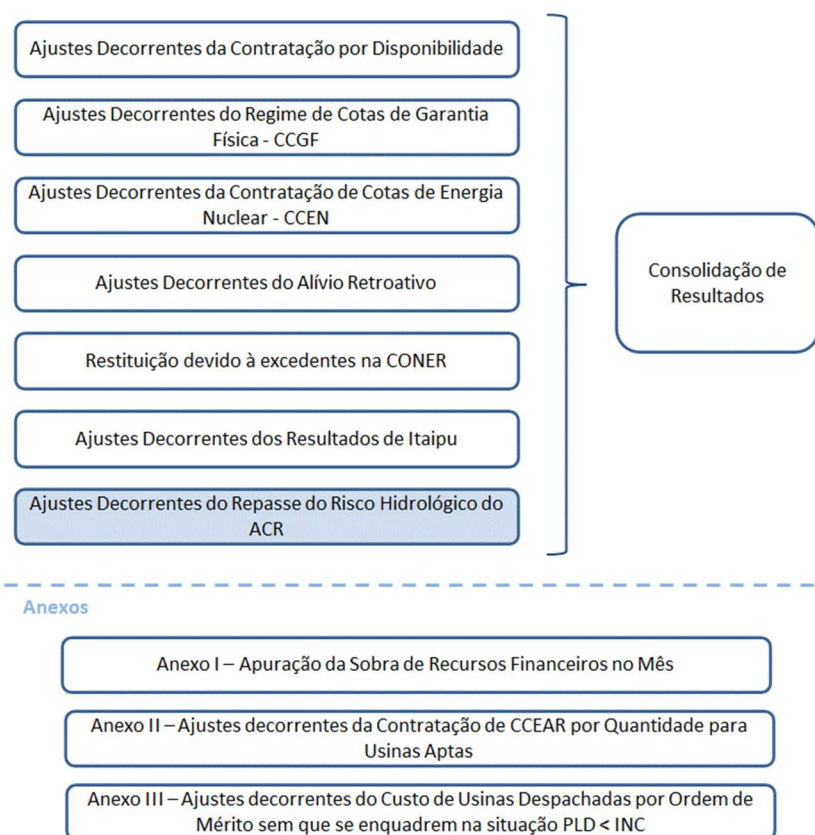 Ajustes Decorrentes da Contratação por Disponibilidade
Ajustes Decorrentes do Regime de Cotas de Garantia
Física - CCGF
Ajustes Decorrentes da Contratação de Cotas de Energia
Nuclear - CCEN
Ajustes Decorrentes do Alívio Retroativo
Restituição devido à excedentes na CONER
Ajustes Decorrentes dos Resultados de Itaipu
Ajustes Decorrentes do Repasse do Risco Hidrológico do
ACR
Consolidação de
Resultados
Anexos
Anexo I – Apuração da Sobra de Recursos Financeiros no Mês
Anexo II – Ajustes decorrentes da Contratação de CCEAR por Quantidade para
Usinas Aptas
Anexo III – Ajustes decorrentes do Custo de Usinas Despachadas por Ordem de
Mérito sem que se enquadrem na situação PLD < INC